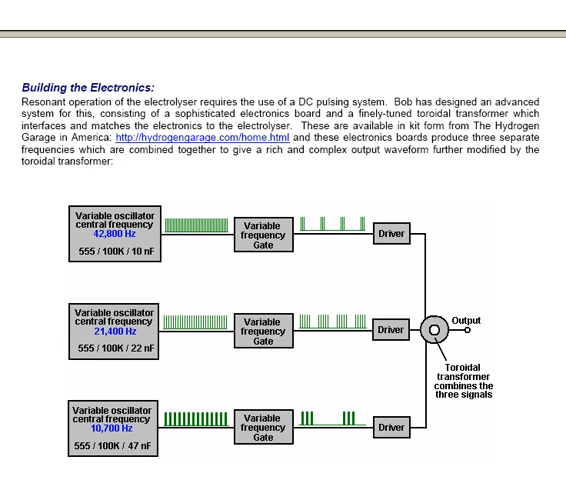 Building the Electronics:
Resonant operation of the electrolyser requires the use of a DC pulsing system. Bob has designed an advanced
system for this, consisting of a sophisticated electronics board and a finely-tuned toroidal transformer which
interfaces and matches the electronics to the electrolyser. These are available in kit form from The Hydrogen
Garage in America: http://hydrogengarage.com/home.html and these electronics boards produce three separate
frequencies which are combined together to give a rich and complex output waveform further modified by the
toroidal transformer:
Variable oscillator
central frequency
42,800 Hz
555 / 100K / 10 nF
Variable
frequency
Gate
Driver
Variable oscillator
central frequency
21,400 Hz
555 / 100K / 22 nF
Variable
frequency
Gate
Driver
Output
Toroidal
transformer
combines the
three signals
Variable oscillator
central frequency
10,700 Hz
555 / 100K / 47 nF
Variable
frequency
Gate
Driver